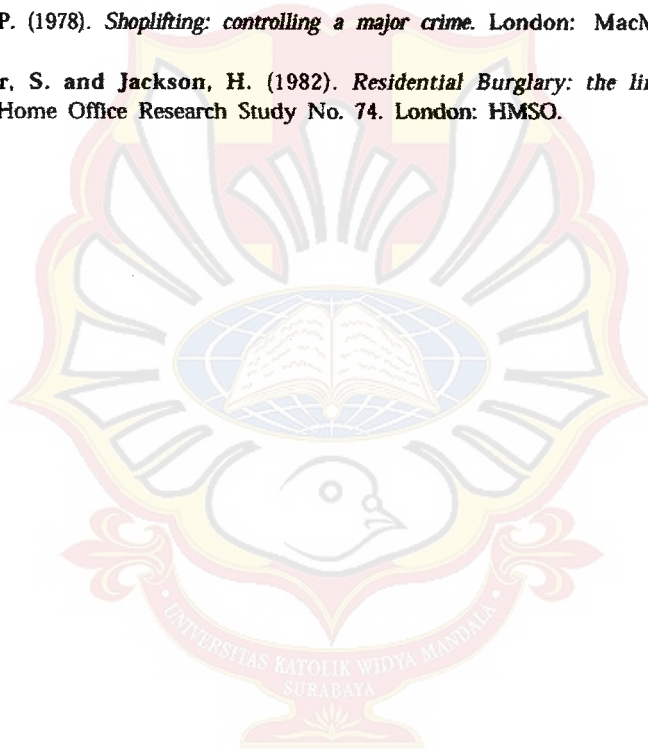 P. (1978). Shoplifting: controlling a major crime. London: MacM
r, S. and Jackson, H. (1982). Residential Burglary: the li
Home Office Research Study No. 74. London: HMSO.
UNIVERSITAS KATOLIK WIDYA MANDALA
SURABAYA